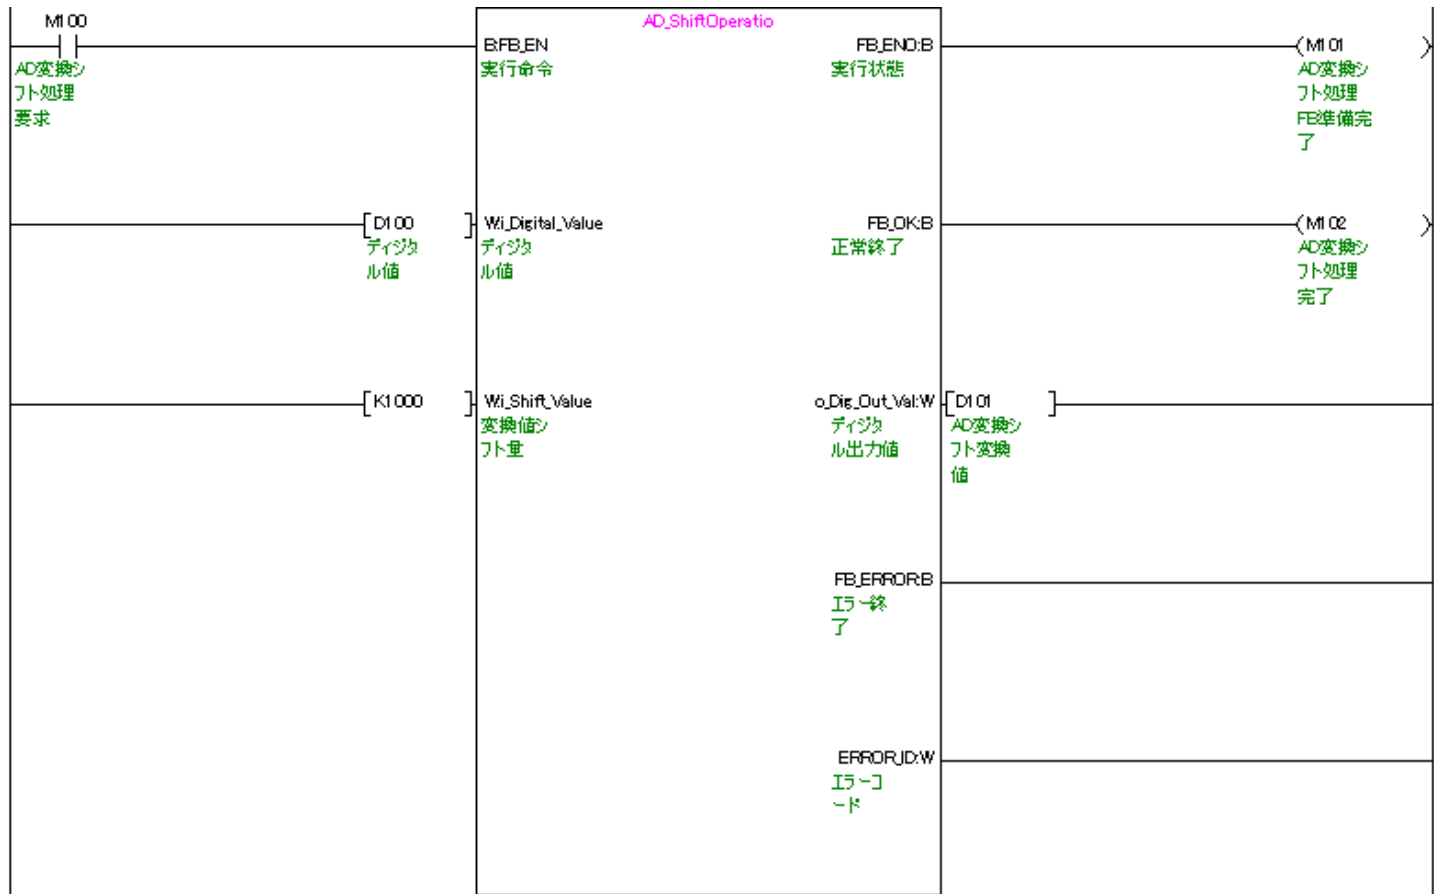 AD_ShiftOperatio
M100
B:FB_EN
FB_ENO:B
M101
AD変換シ
フト処理
要求
実行命令
実行状態
AD変換シ
フト処理
FB準備完
了
D100
W:i_Digital_Value
FB_OK:B
M102
ディジタ
ル値
ディジタ
ル値
正常終了
AD変換シ
フト処理
完了
K1000
W:i_Shift_Value
o_Dig_Out_Val:W
D101
変換値シ
フト量
ディジタ
ル出力値
AD変換シ
フト変換
値
FB_ERROR:B
エラー終
了
ERROR_ID:W
エラーコ
ード